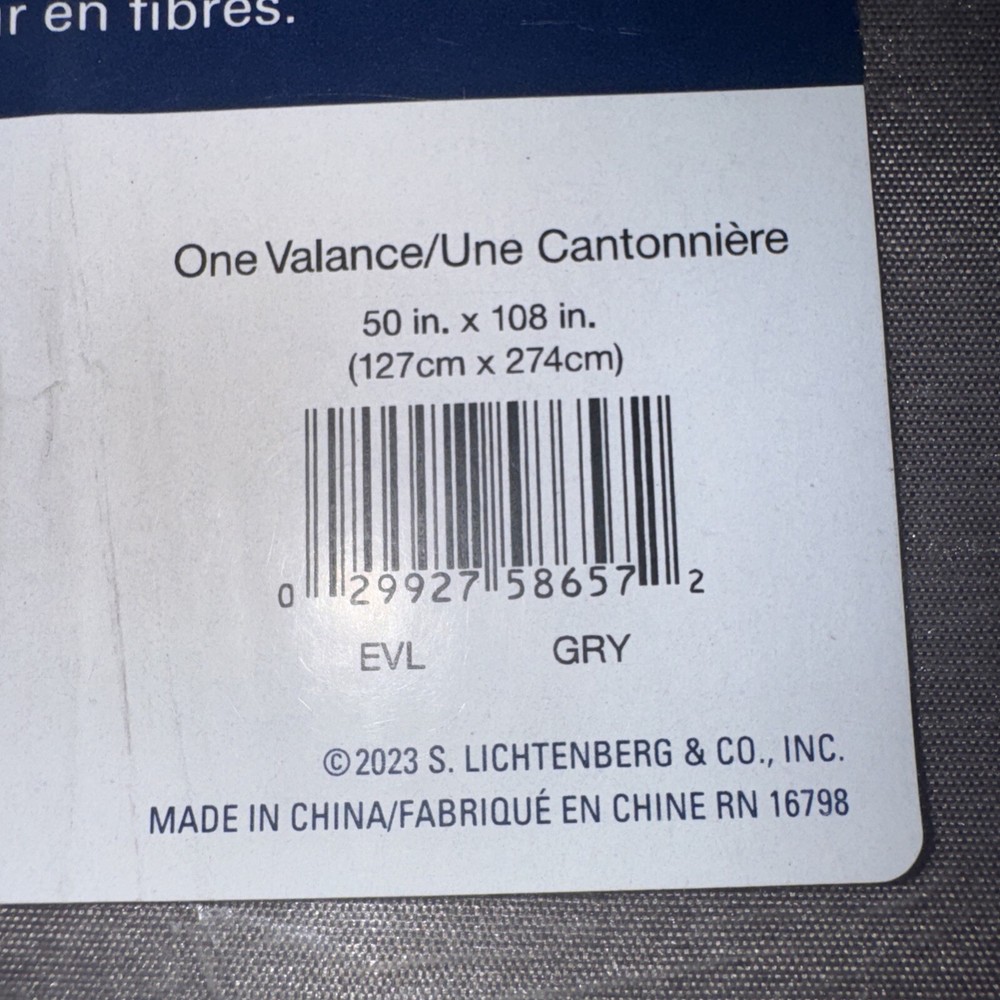 en fibres.
One Valance/Une Cantonnière
50 in. x 108 in.
(127cm x 274cm)
0 29927 58657 2
EVL GRY
©2023 S. LICHTENBERG & CO., INC.
MADE IN CHINA/FABRIQUÉ EN CHINE RN 16798